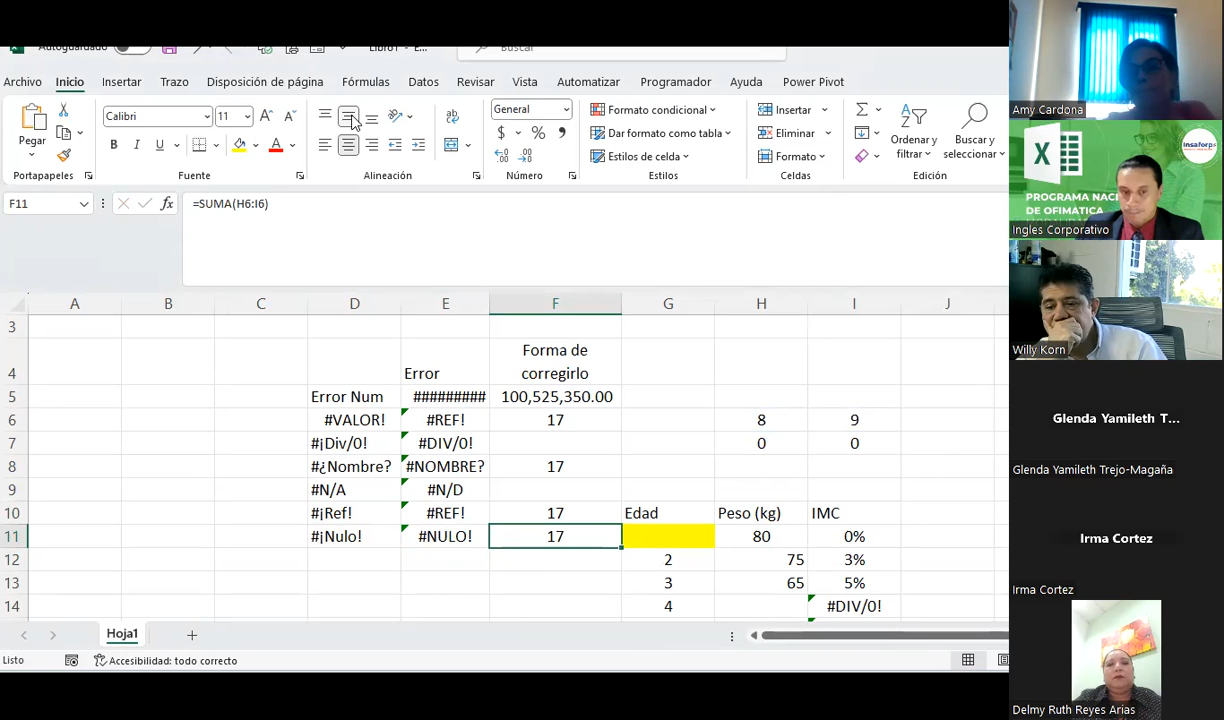 Autoguardado
Libro1 - E...
Buscar
Archivo Inicio Insertar Trazo Disposición de página Fórmulas Datos Revisar Vista Automatizar Programador Ayuda Power Pivot
Pegar
Portapapeles
Calibri 11
N K S
Fuente
Alineación
General
$ % ,
Número
Formato condicional
Dar formato como tabla
Estilos de celda
Estilos
Insertar
Eliminar
Formato
Celdas
Ordenar y filtrar
Buscar y seleccionar
Edición
F11 fx =SUMA(H6:I6)
A B C D E F G H I J
3
4 Error Forma de corregirlo
5 Error Num ######### 100,525,350.00
6 #VALOR! #REF! 17 8 9
7 #¡Div/0! #DIV/0! 0 0
8 #¿Nombre? #NOMBRE? 17
9 #N/A #N/D
10 #¡Ref! #REF! 17 Edad Peso (kg) IMC
11 #¡Nulo! #NULO! 17 80 0%
12 2 75 3%
13 3 65 5%
14 4 #DIV/0!
Hoja1
Listo Accesibilidad: todo correcto
Amy Cardona
insaforp
PROGRAMA NACI
DE OFIMATICA
Ingles Corporativo
Willy Korn
Glenda Yamileth T...
Glenda Yamileth Trejo-Magaña
Irma Cortez
Irma Cortez
Delmy Ruth Reyes Arias